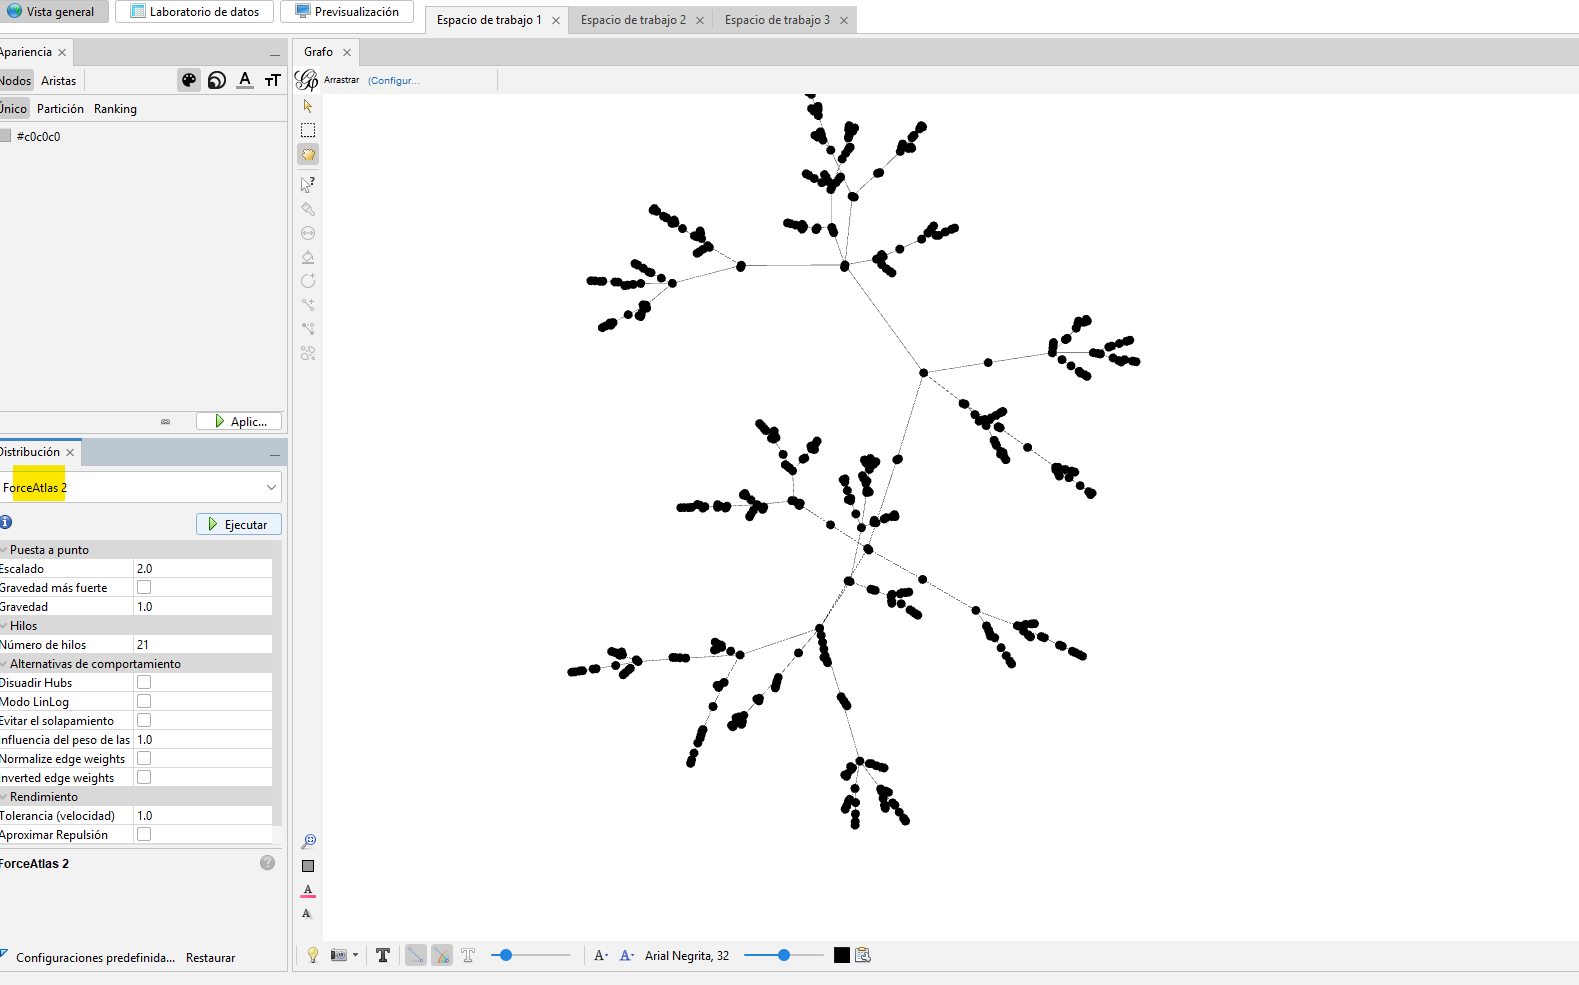 Vista general
Laboratorio de datos
Previsualización
Espacio de trabajo 1
Espacio de trabajo 2
Espacio de trabajo 3
Apariencia
Grafo
Nodos Aristas
A
TT
Arrastrar (Configur...
Único Partición Ranking
#c0c0c0
Aplic...
Distribución
ForceAtlas 2
Ejecutar
Puesta a punto
Escalado 2.0
Gravedad más fuerte
Gravedad 1.0
Hilos
Número de hilos 21
Alternativas de comportamiento
Disuadir Hubs
Modo LinLog
Evitar el solapamiento
Influencia del peso de las 1.0
Normalize edge weights
Inverted edge weights
Rendimiento
Tolerancia (velocidad) 1.0
Aproximar Repulsión
ForceAtlas 2
?
A
A
Configuraciones predefinida... Restaurar
T
T
A- A- Arial Negrita, 32